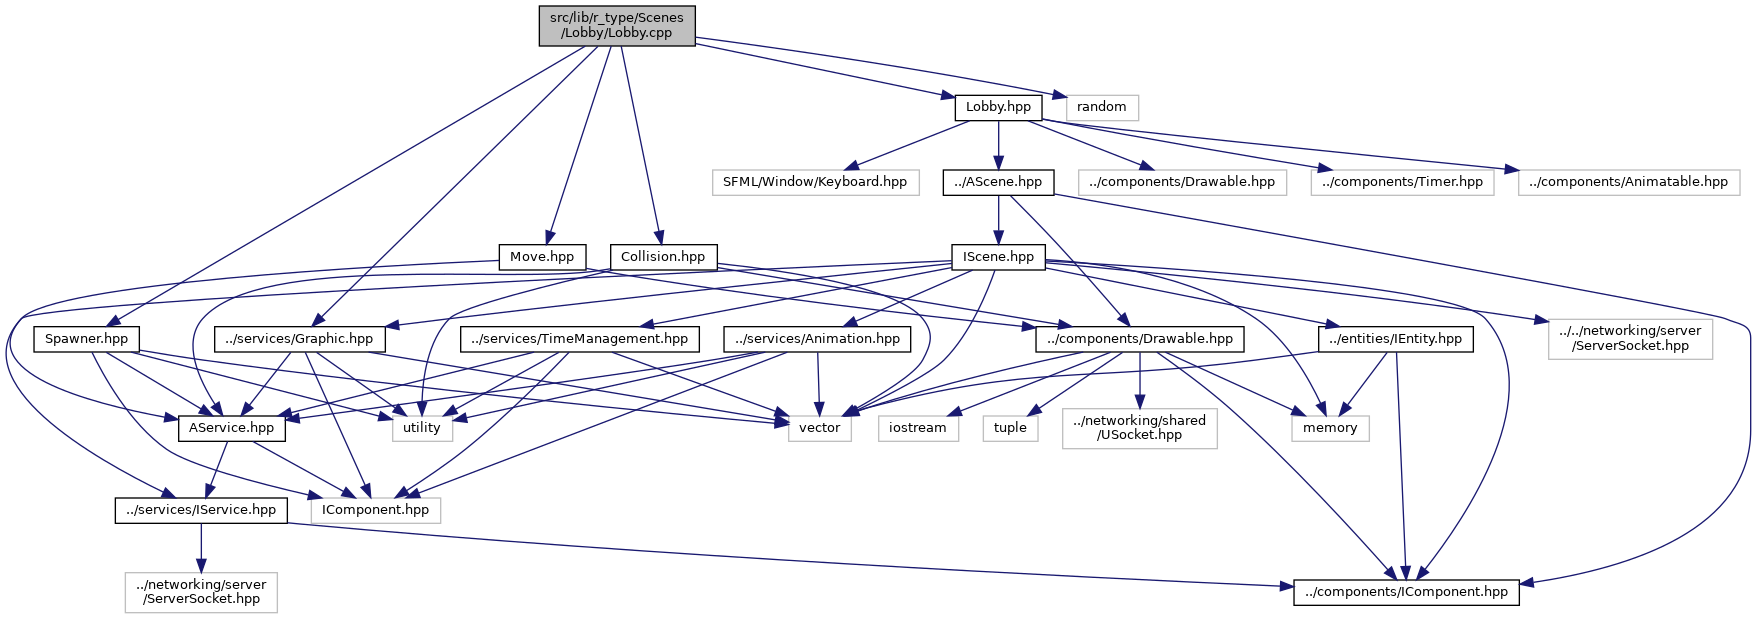 src/lib/r_type/Scenes
/Lobby/Lobby.cpp
Lobby.hpp
random
SFML/Window/Keyboard.hpp
../AScene.hpp
../components/Drawable.hpp
../components/Timer.hpp
../components/Animatable.hpp
Move.hpp
Collision.hpp
IScene.hpp
Spawner.hpp
../services/Graphic.hpp
../services/TimeManagement.hpp
../services/Animation.hpp
../components/Drawable.hpp
../entities/IEntity.hpp
../../networking/server
/ServerSocket.hpp
AService.hpp
utility
vector
iostream
tuple
../networking/shared
/USocket.hpp
memory
../services/IService.hpp
IComponent.hpp
../networking/server
/ServerSocket.hpp
../components/IComponent.hpp